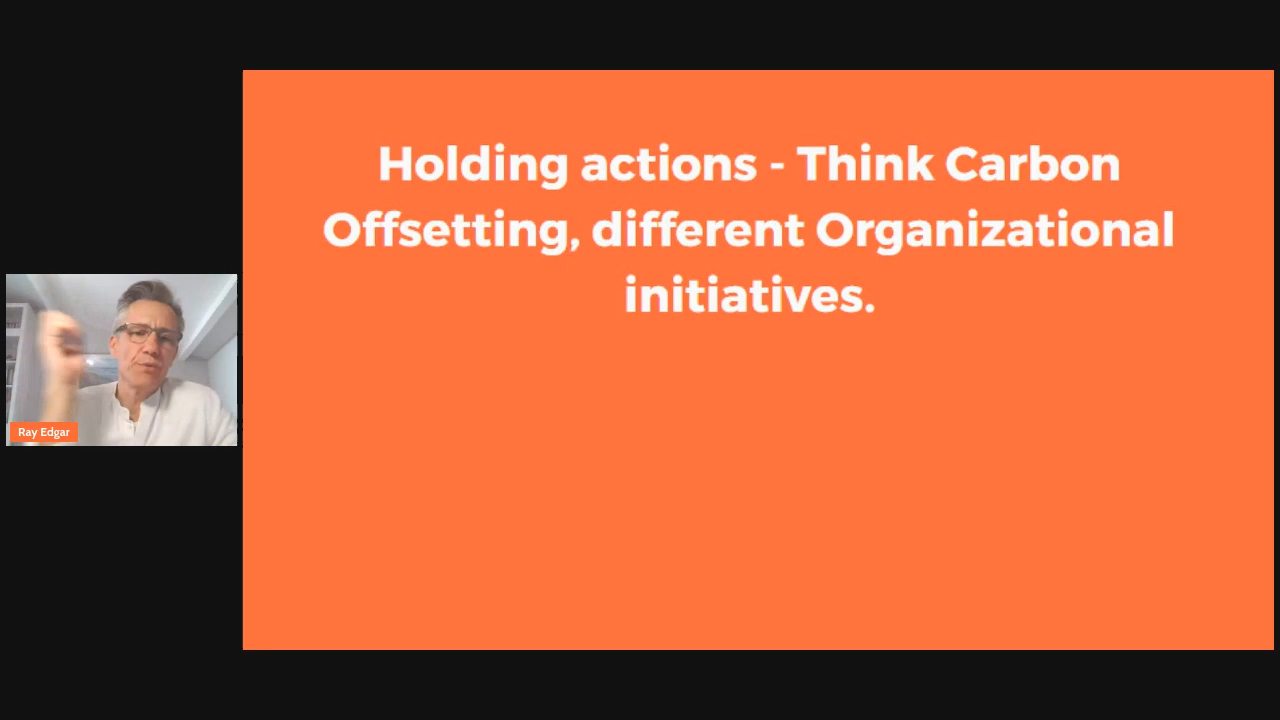 Holding actions - Think Carbon
Offsetting, different Organizational
initiatives.
Ray Edgar